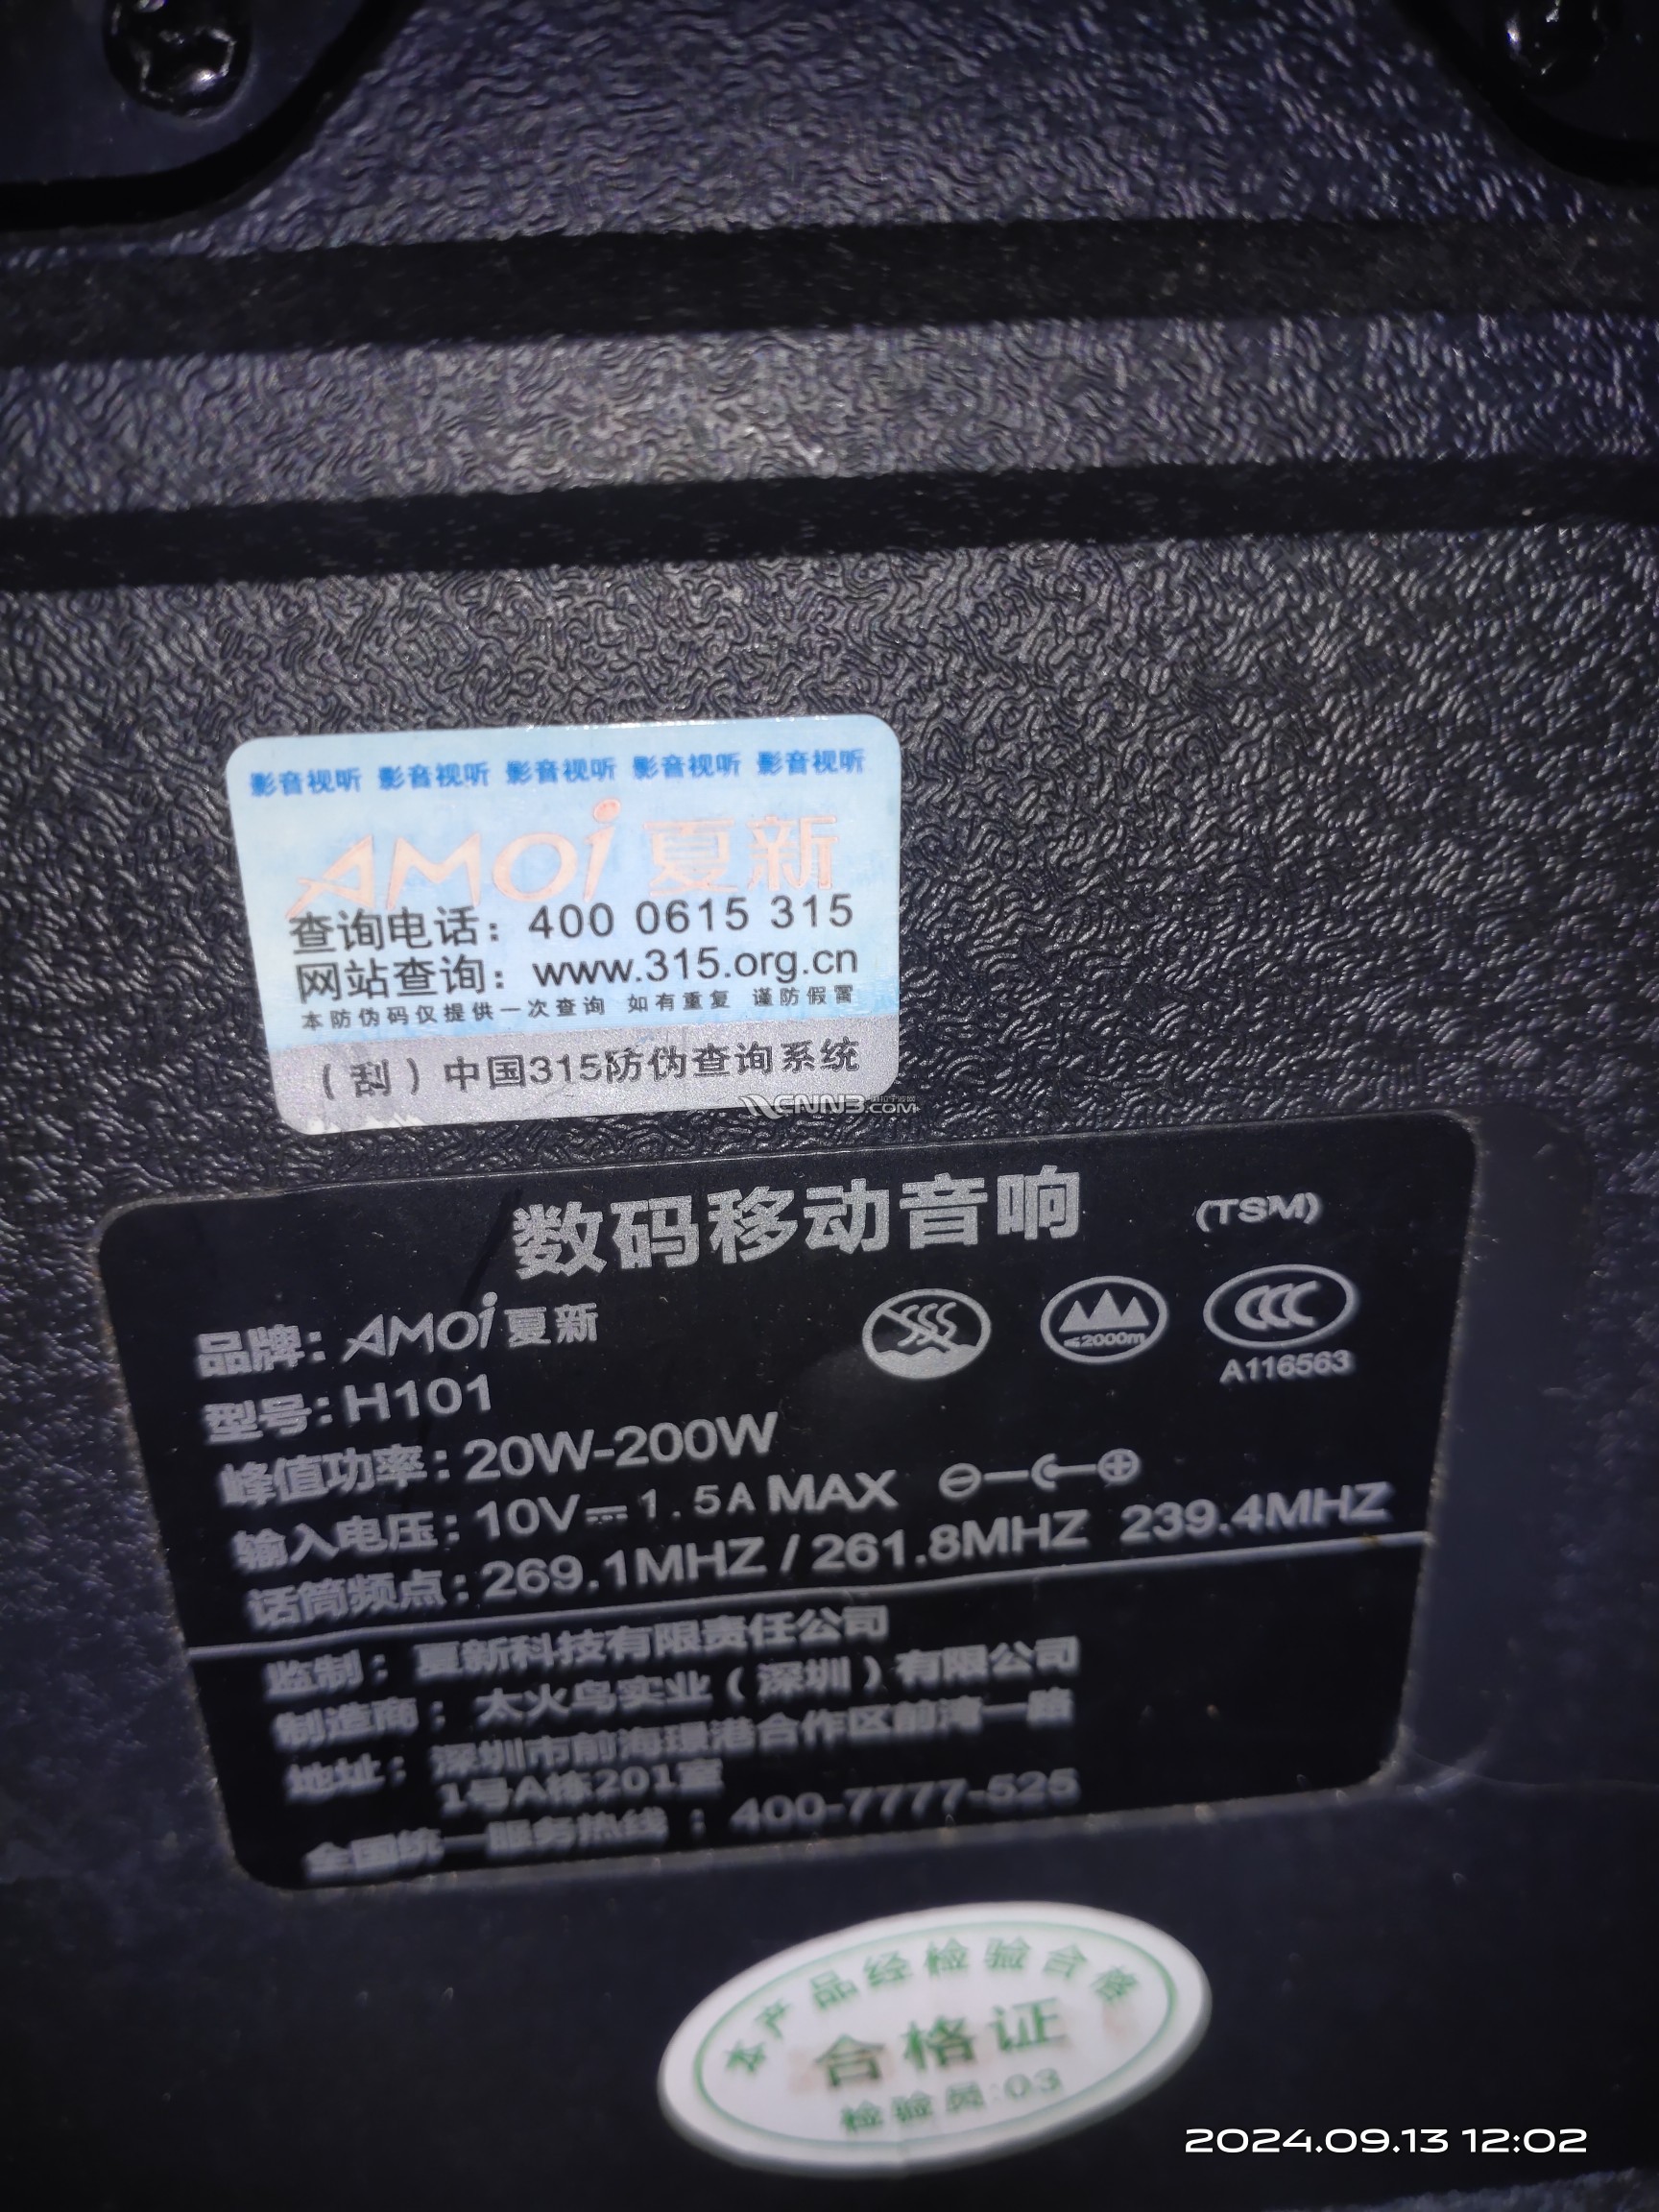 影音视听 影音视听 影音视听 影音视听 影音视听
AMOi 夏新
查询电话：400 0615 315
网站查询：www.315.org.cn
本防伪码仅提供一次查询 如有重复 谨防假冒
（刮）中国315防伪查询系统
CNN3.COM
数码移动音响 (TSM)
品牌：AMOi夏新
≤2000m
CCC
A116563
型号：H101
峰值功率：20W-200W
输入电压：10V⎓1.5A MAX
话筒频点：269.1MHZ / 261.8MHZ 239.4MHZ
监制：夏新科技有限责任公司
制造商：太火鸟实业（深圳）有限公司
地址：深圳市前海璟港合作区前湾一路
1号A栋201室
全国统一服务热线：400-7777-525
本产品经检验合格
合格证
检验员:03
2024.09.13 12:02